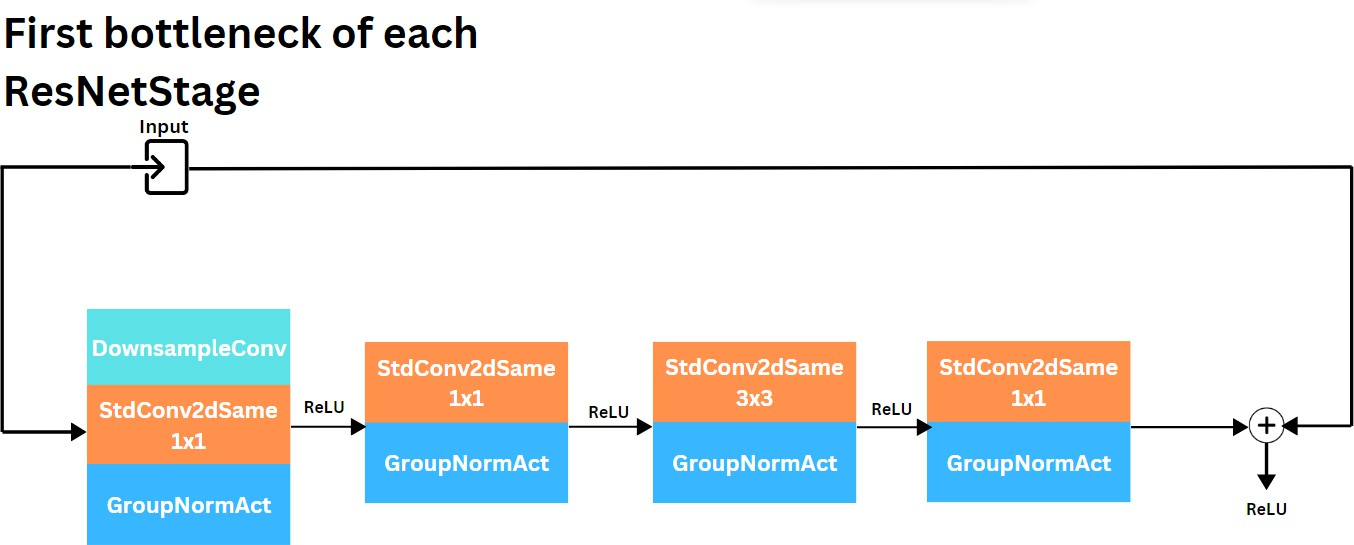 First bottleneck of each
ResNetStage
Input
DownsampleConv
StdConv2dSame
1x1
GroupNormAct
ReLU
StdConv2dSame
1x1
GroupNormAct
ReLU
StdConv2dSame
3x3
GroupNormAct
ReLU
StdConv2dSame
1x1
GroupNormAct
+
ReLU